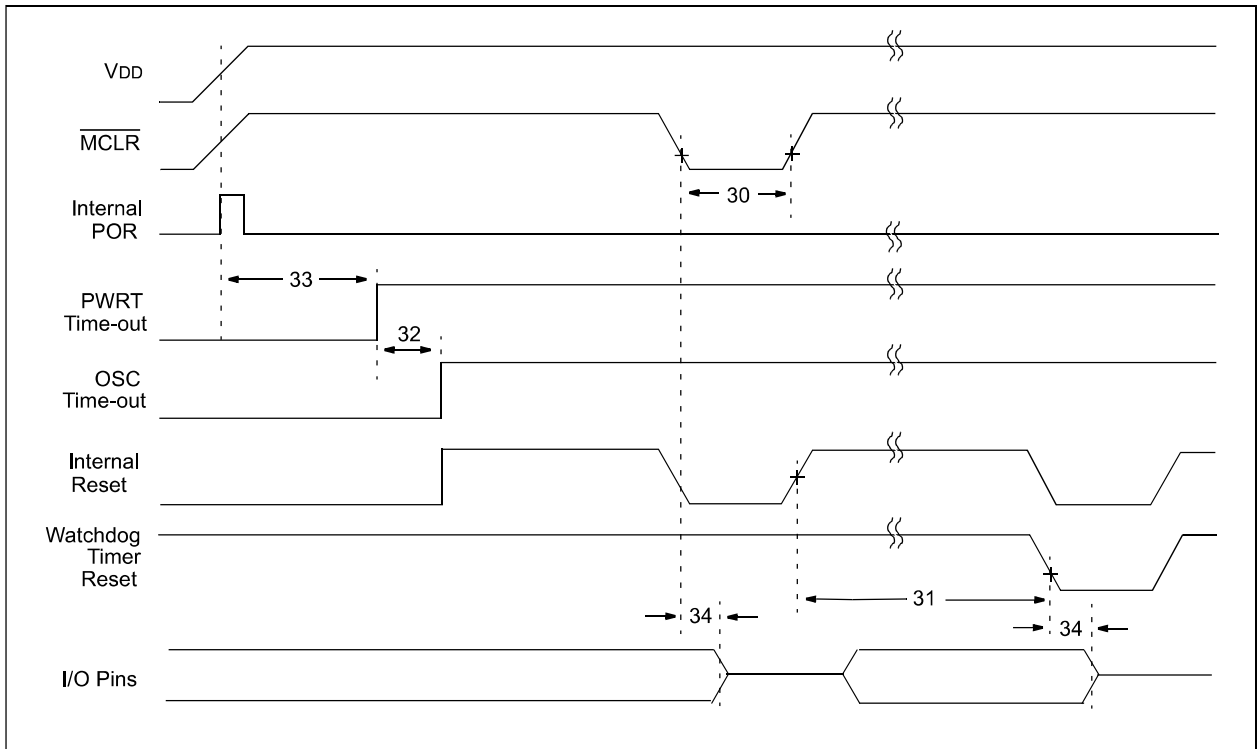 VDD
MCLR
30
Internal
POR
33
PWRT
Time-out
32
OSC
Time-out
Internal
Reset
Watchdog
Timer
Reset
31
34
34
I/O Pins